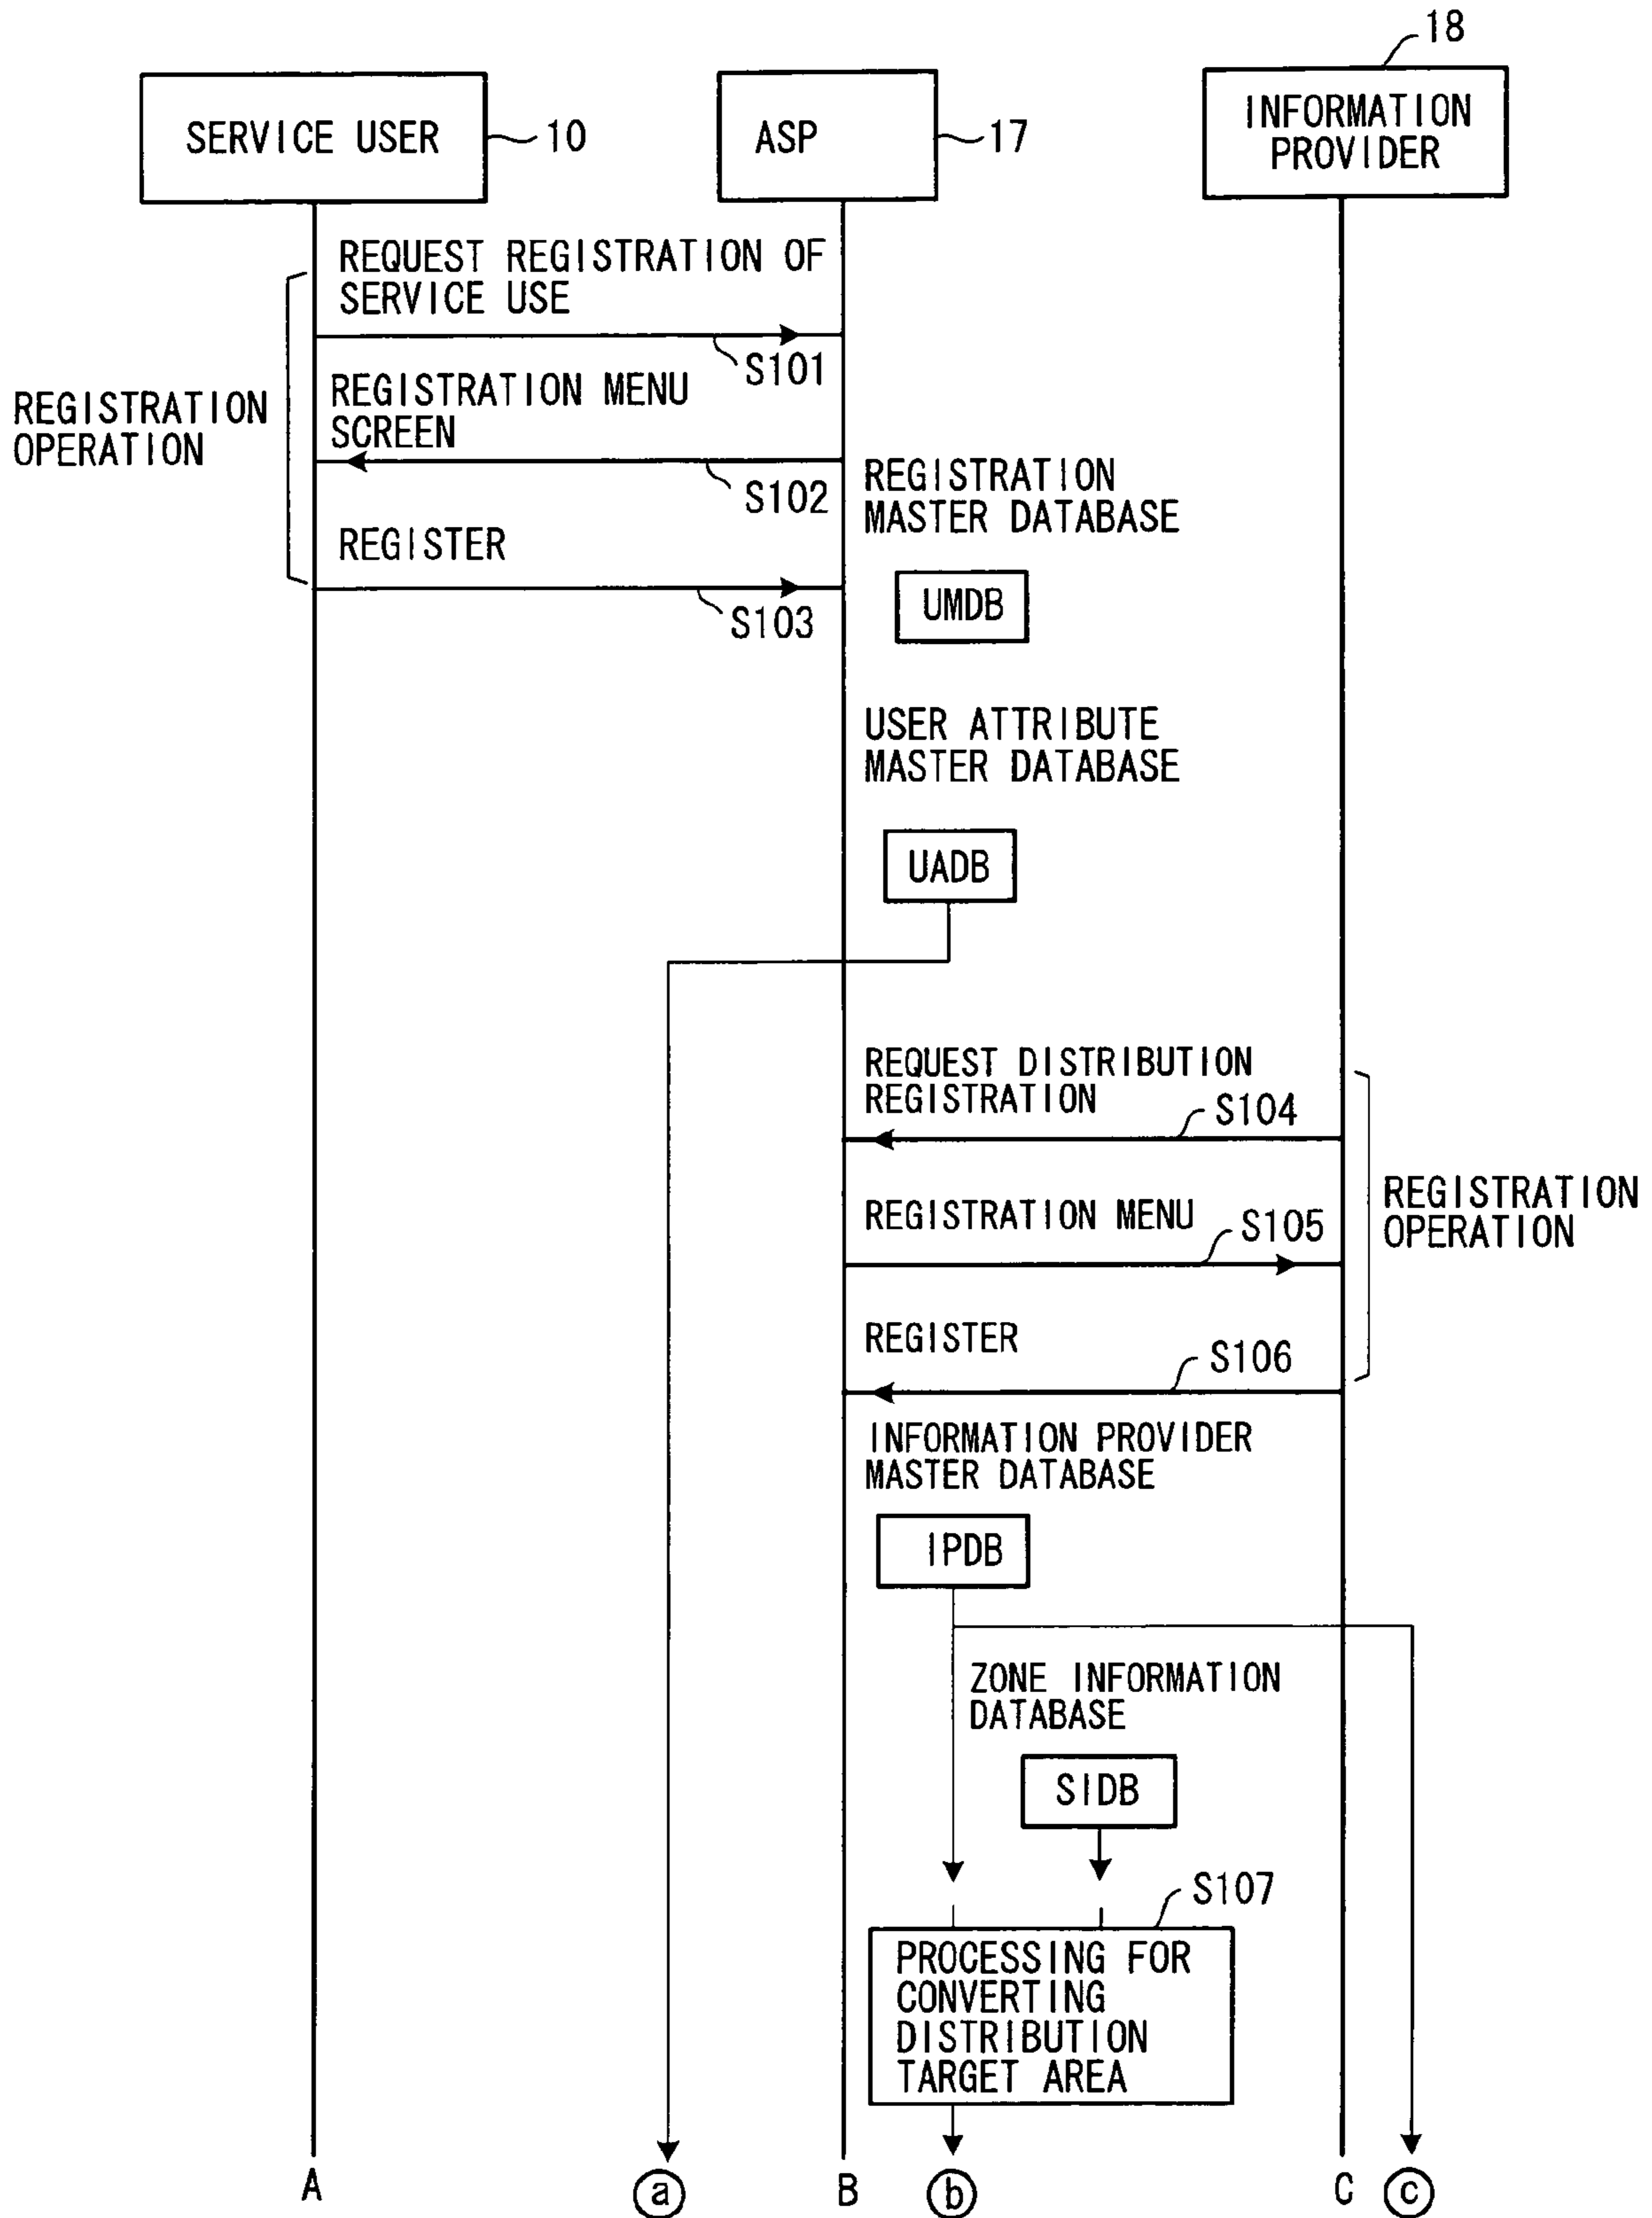 18
SERVICE USER
10
ASP
17
INFORMATION
PROVIDER
REQUEST REGISTRATION OF
SERVICE USE
S101
REGISTRATION
OPERATION
REGISTRATION MENU
SCREEN
S102
REGISTRATION
MASTER DATABASE
REGISTER
S103
UMDB
USER ATTRIBUTE
MASTER DATABASE
UADB
REQUEST DISTRIBUTION
REGISTRATION
S104
REGISTRATION MENU
S105
REGISTRATION
OPERATION
REGISTER
S106
INFORMATION PROVIDER
MASTER DATABASE
IPDB
ZONE INFORMATION
DATABASE
SIDB
S107
PROCESSING FOR
CONVERTING
DISTRIBUTION
TARGET AREA
A
a
B
b
C
c